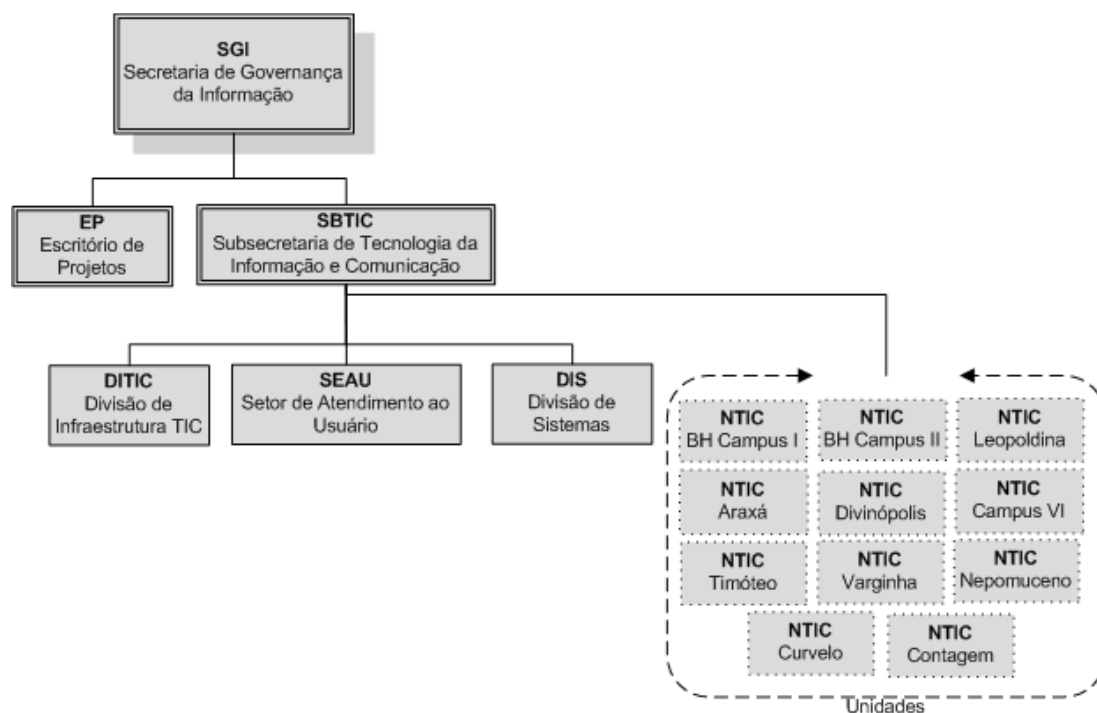 SGI
Secretaria de Governança
da Informação
EP
Escritório de
Projetos
SBTIC
Subsecretaria de Tecnologia da
Informação e Comunicação
DITIC
Divisão de
Infraestrutura TIC
SEAU
Setor de Atendimento ao
Usuário
DIS
Divisão de
Sistemas
NTIC
BH Campus I
NTIC
BH Campus II
NTIC
Leopoldina
NTIC
Araxá
NTIC
Divinópolis
NTIC
Campus VI
NTIC
Timóteo
NTIC
Varginha
NTIC
Nepomuceno
NTIC
Curvelo
NTIC
Contagem
Unidades